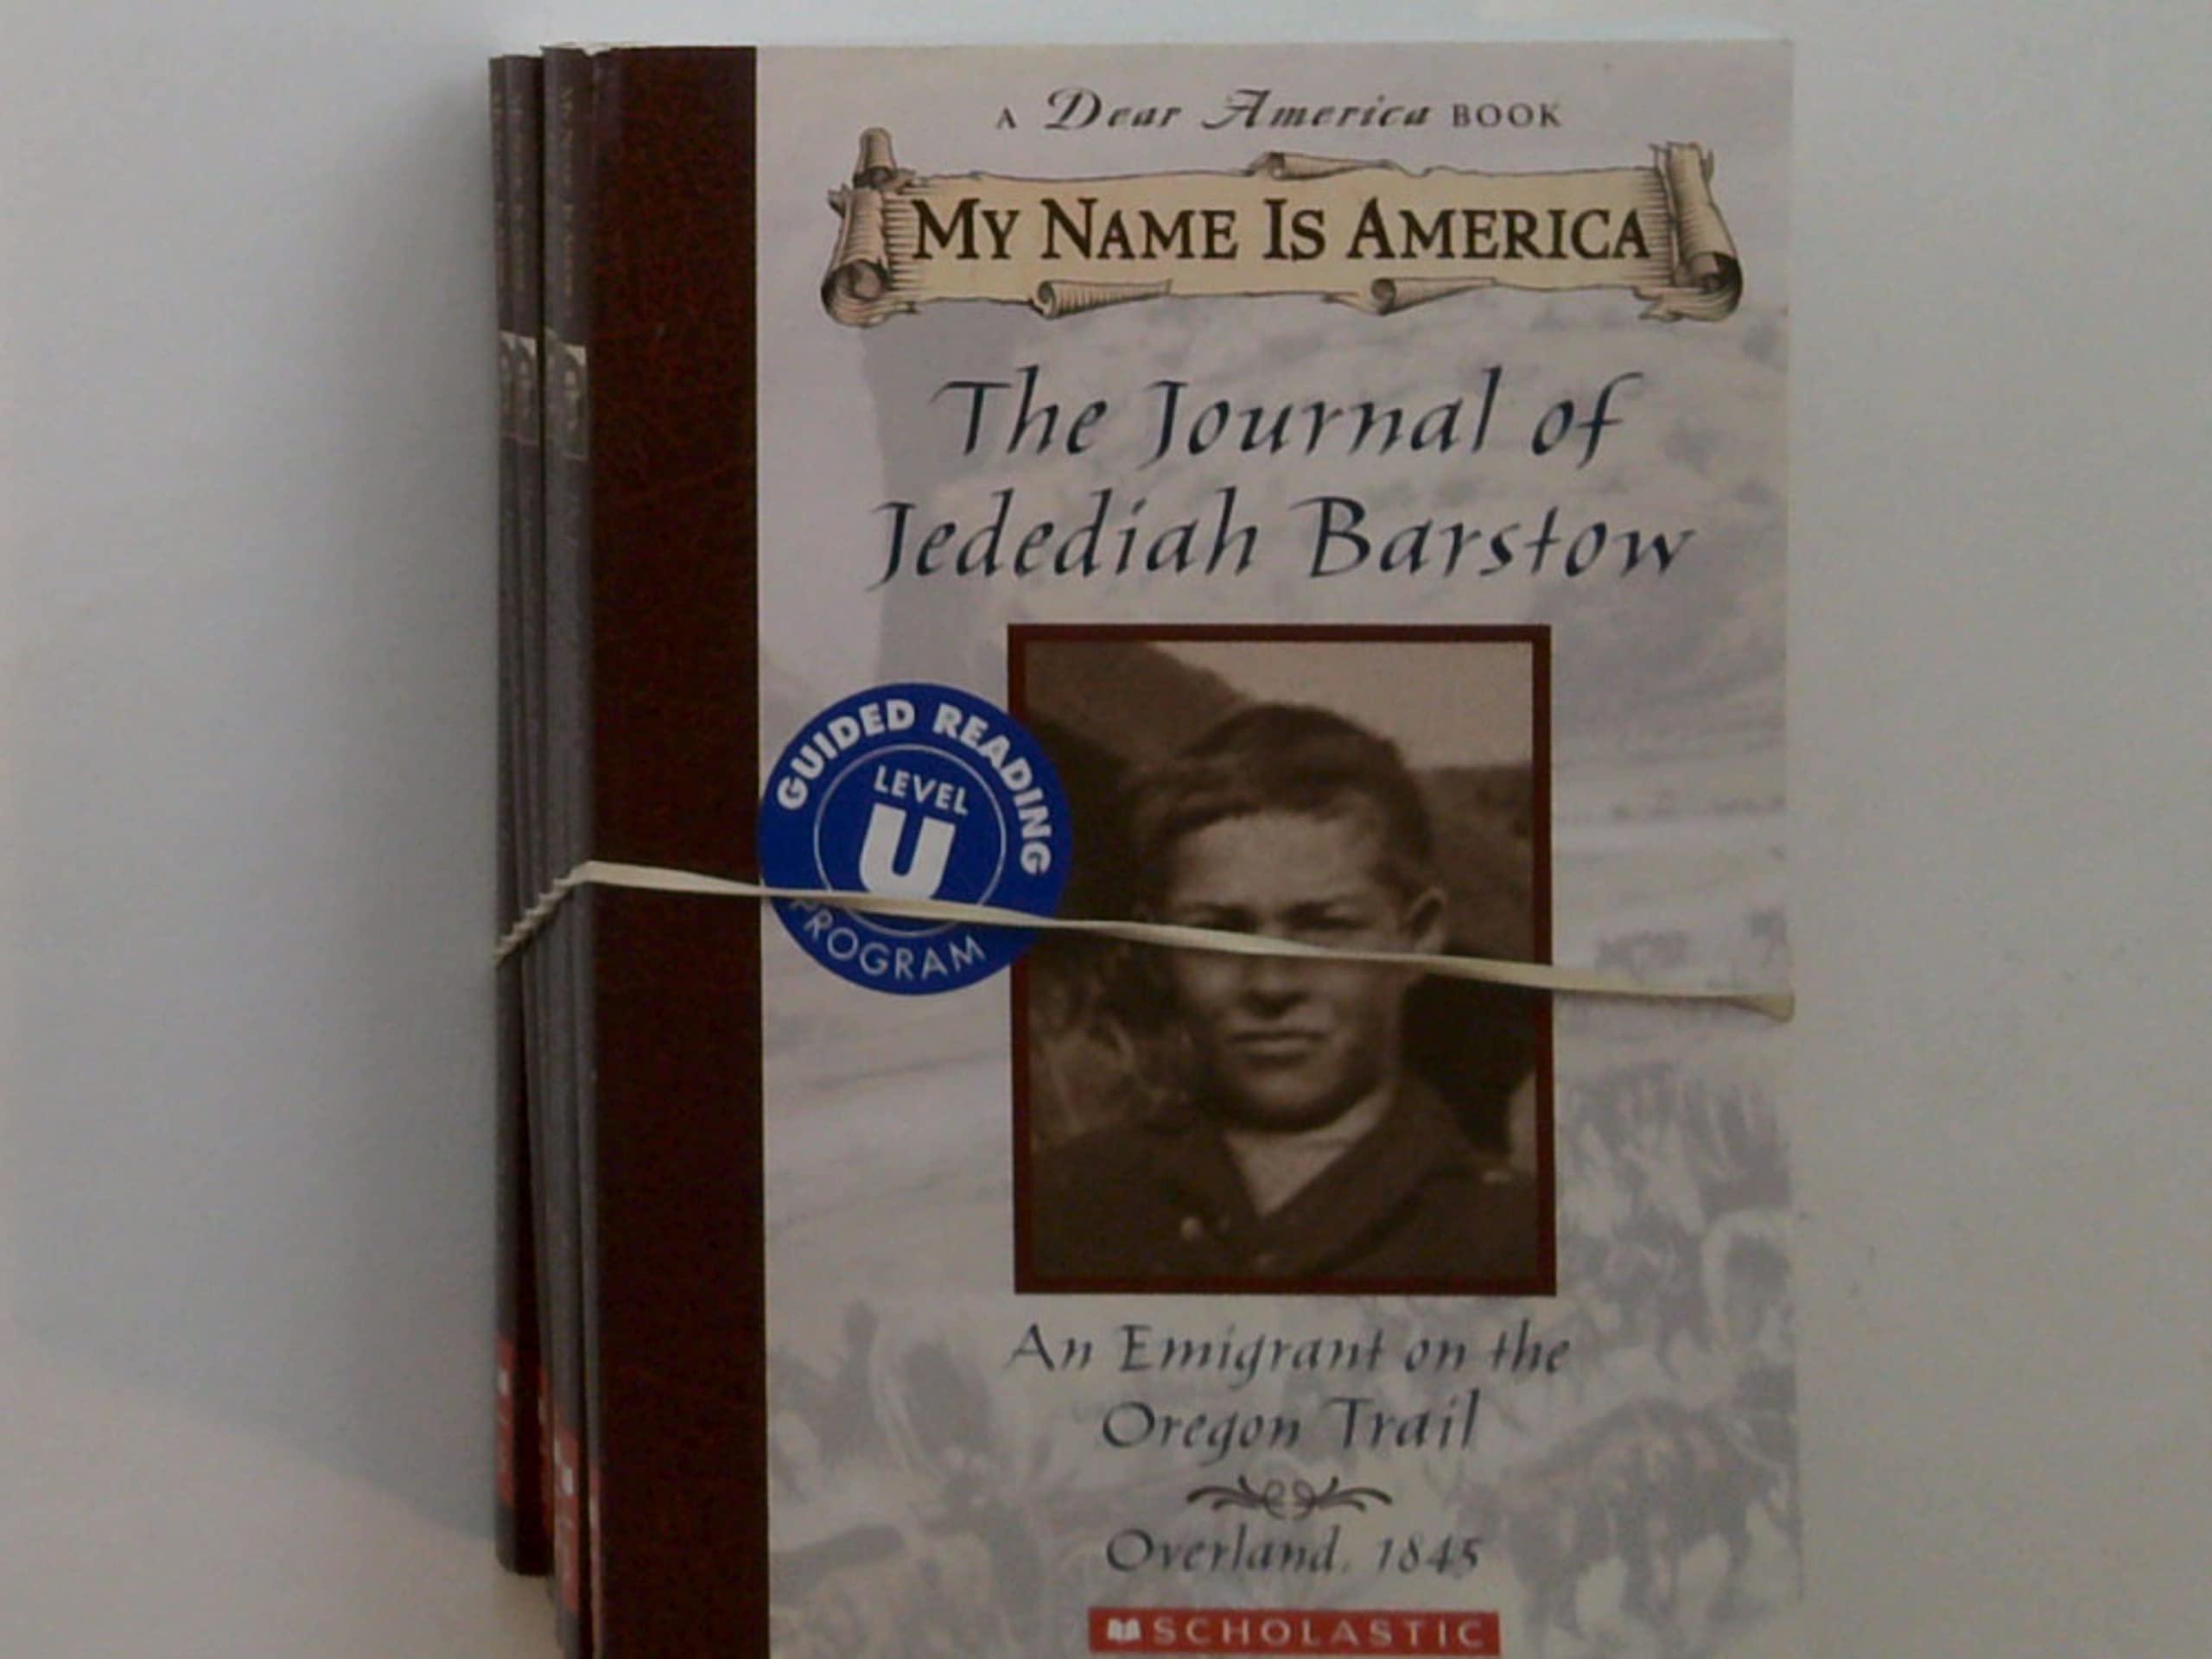 A Dear America BOOK
MY NAME IS AMERICA
The Journal of
Jedediah Barstow
GUIDED READING
LEVEL
U
PROGRAM
An Emigrant on the
Oregon Trail
Overland, 1845
SCHOLASTIC